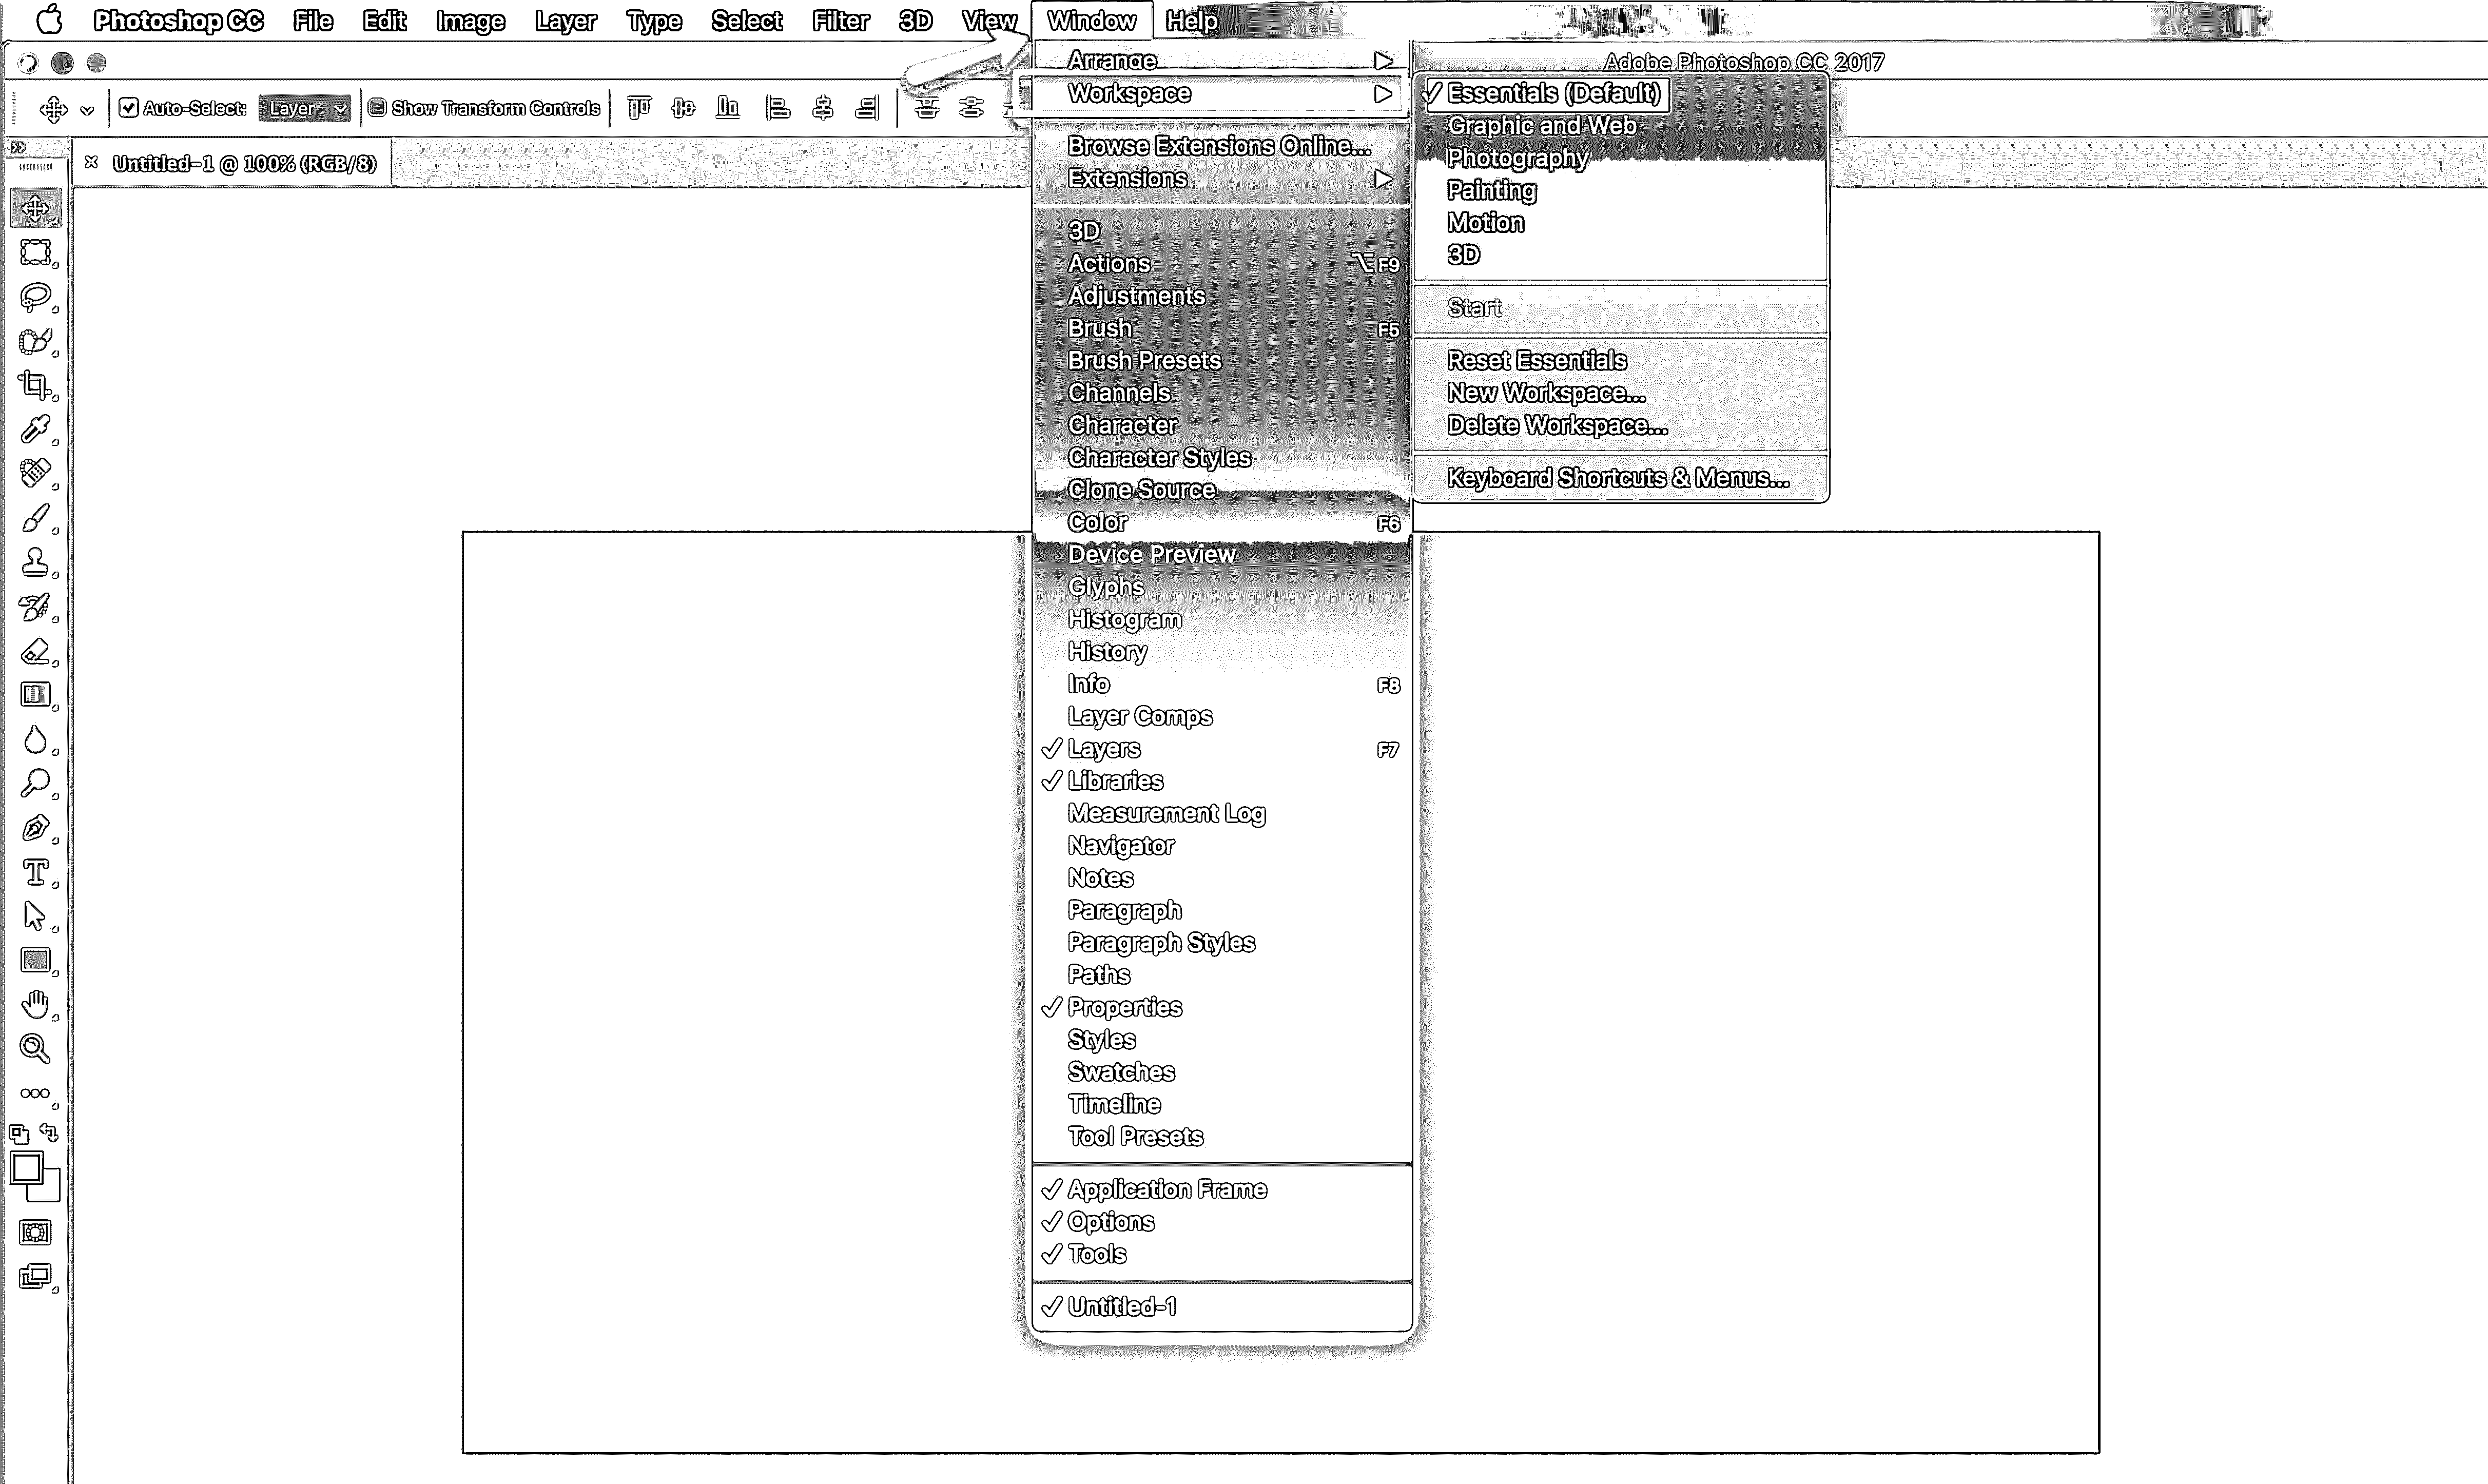 Photoshop CC File Edit Image Layer Type Select Filter 3D View Window Help
Adobe Photoshop CC 2017
Auto-Select: Layer Show Transform Controls
Untitled-1 @ 100% (RGB/8)
Arrange
Workspace
Browse Extensions Online...
Extensions
3D
Actions ⌥F9
Adjustments
Brush F5
Brush Presets
Channels
Character
Character Styles
Clone Source
Color F6
Device Preview
Glyphs
Histogram
History
Info F8
Layer Comps
Layers F7
Libraries
Measurement Log
Navigator
Notes
Paragraph
Paragraph Styles
Paths
Properties
Styles
Swatches
Timeline
Tool Presets
Application Frame
Options
Tools
Untitled-1
Essentials (Default)
Graphic and Web
Photography
Painting
Motion
3D
Start
Reset Essentials
New Workspace...
Delete Workspace...
Keyboard Shortcuts & Menus...